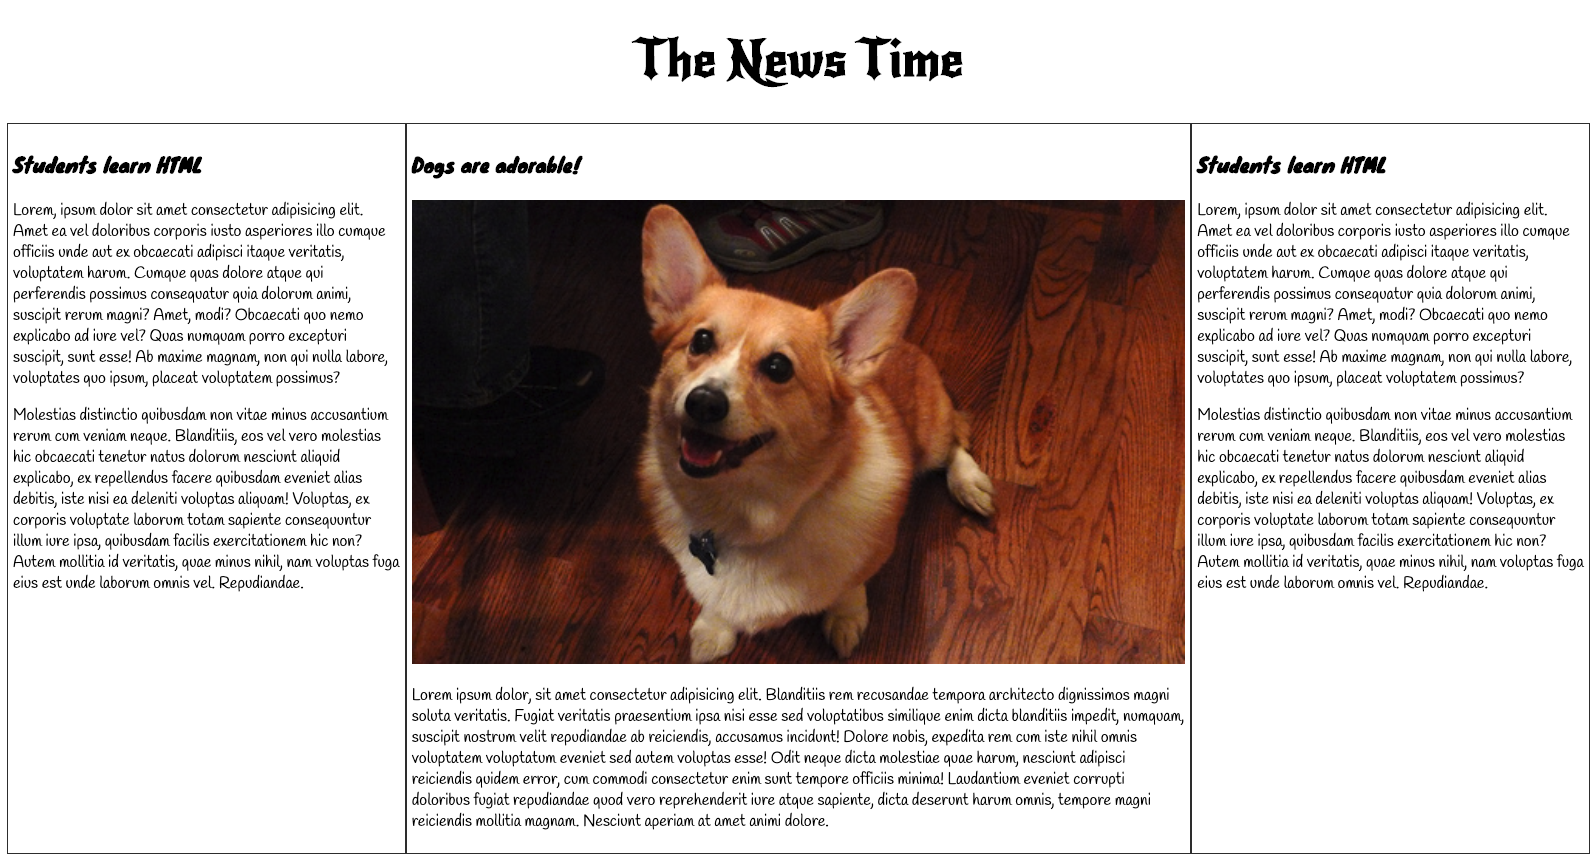 The News Time
Students learn HTML
Lorem, ipsum dolor sit amet consectetur adipisicing elit.
Amet ea vel doloribus corporis iusto asperiores illo cumque
officiis unde aut ex obcaecati adipisci itaque veritatis,
voluptatem harum. Cumque quas dolore atque qui
perferendis possimus consequatur quia dolorum animi,
suscipit rerum magni? Amet, modi? Obcaecati quo nemo
explicabo ad iure vel? Quas numquam porro excepturi
suscipit, sunt esse! Ab maxime magnam, non qui nulla labore,
voluptates quo ipsum, placeat voluptatem possimus?
Molestias distinctio quibusdam non vitae minus accusantium
rerum cum veniam neque. Blanditiis, eos vel vero molestias
hic obcaecati tenetur natus dolorum nesciunt aliquid
explicabo, ex repellendus facere quibusdam eveniet alias
debitis, iste nisi ea deleniti voluptas aliquam! Voluptas, ex
corporis voluptate laborum totam sapiente consequuntur
illum iure ipsa, quibusdam facilis exercitationem hic non?
Autem mollitia id veritatis, quae minus nihil, nam voluptas fuga
eius est unde laborum omnis vel. Repudiandae.
Dogs are adorable!
Lorem ipsum dolor, sit amet consectetur adipisicing elit. Blanditiis rem recusandae tempora architecto dignissimos magni
soluta veritatis. Fugiat veritatis praesentium ipsa nisi esse sed voluptatibus similique enim dicta blanditiis impedit, numquam,
suscipit nostrum velit repudiandae ab reiciendis, accusamus incidunt! Dolore nobis, expedita rem cum iste nihil omnis
voluptatem voluptatum eveniet sed autem voluptas esse! Odit neque dicta molestiae quae harum, nesciunt adipisci
reiciendis quidem error, cum commodi consectetur enim sunt tempore officiis minima! Laudantium eveniet corrupti
doloribus fugiat repudiandae quod vero reprehenderit iure atque sapiente, dicta deserunt harum omnis, tempore magni
reiciendis mollitia magnam. Nesciunt aperiam at amet animi dolore.
Students learn HTML
Lorem, ipsum dolor sit amet consectetur adipisicing elit.
Amet ea vel doloribus corporis iusto asperiores illo cumque
officiis unde aut ex obcaecati adipisci itaque veritatis,
voluptatem harum. Cumque quas dolore atque qui
perferendis possimus consequatur quia dolorum animi,
suscipit rerum magni? Amet, modi? Obcaecati quo nemo
explicabo ad iure vel? Quas numquam porro excepturi
suscipit, sunt esse! Ab maxime magnam, non qui nulla labore,
voluptates quo ipsum, placeat voluptatem possimus?
Molestias distinctio quibusdam non vitae minus accusantium
rerum cum veniam neque. Blanditiis, eos vel vero molestias
hic obcaecati tenetur natus dolorum nesciunt aliquid
explicabo, ex repellendus facere quibusdam eveniet alias
debitis, iste nisi ea deleniti voluptas aliquam! Voluptas, ex
corporis voluptate laborum totam sapiente consequuntur
illum iure ipsa, quibusdam facilis exercitationem hic non?
Autem mollitia id veritatis, quae minus nihil, nam voluptas fuga
eius est unde laborum omnis vel. Repudiandae.